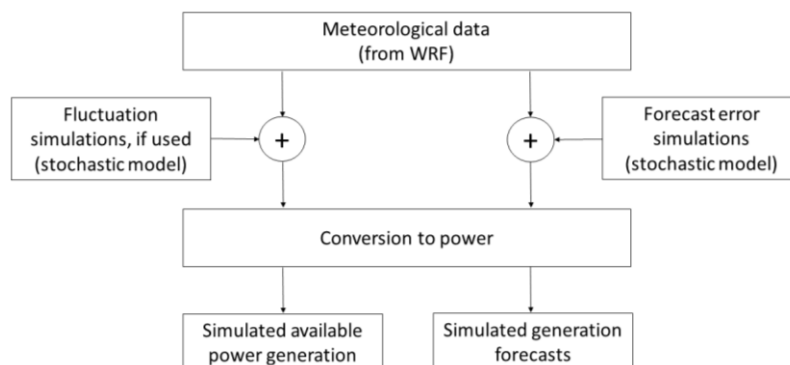 Meteorological data
(from WRF)
Fluctuation
simulations, if used
(stochastic model)
+
+
Forecast error
simulations
(stochastic model)
Conversion to power
Simulated available
power generation
Simulated generation
forecasts